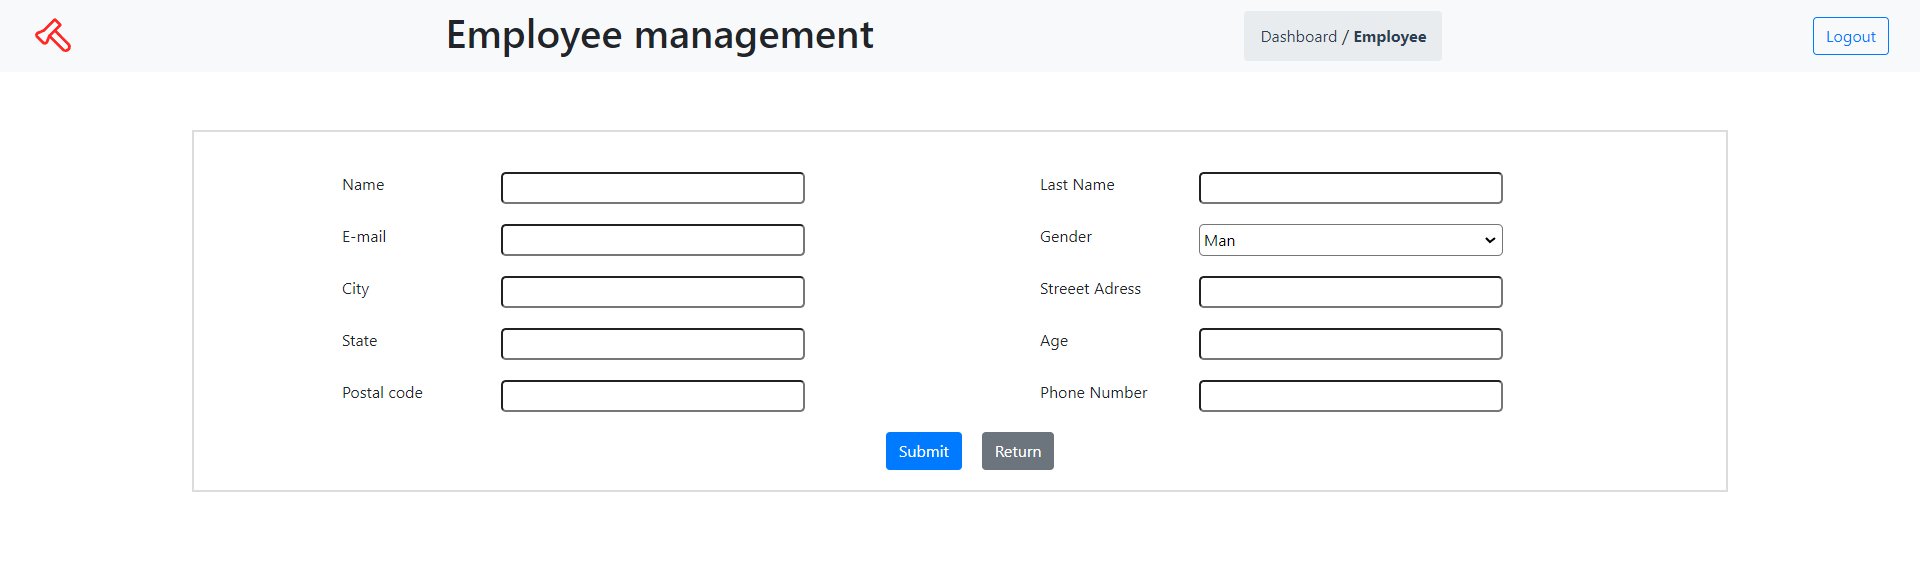 Employee management
Dashboard / Employee
Logout
Name
Last Name
E-mail
Gender
Man
City
Streeet Adress
State
Age
Postal code
Phone Number
Submit
Return